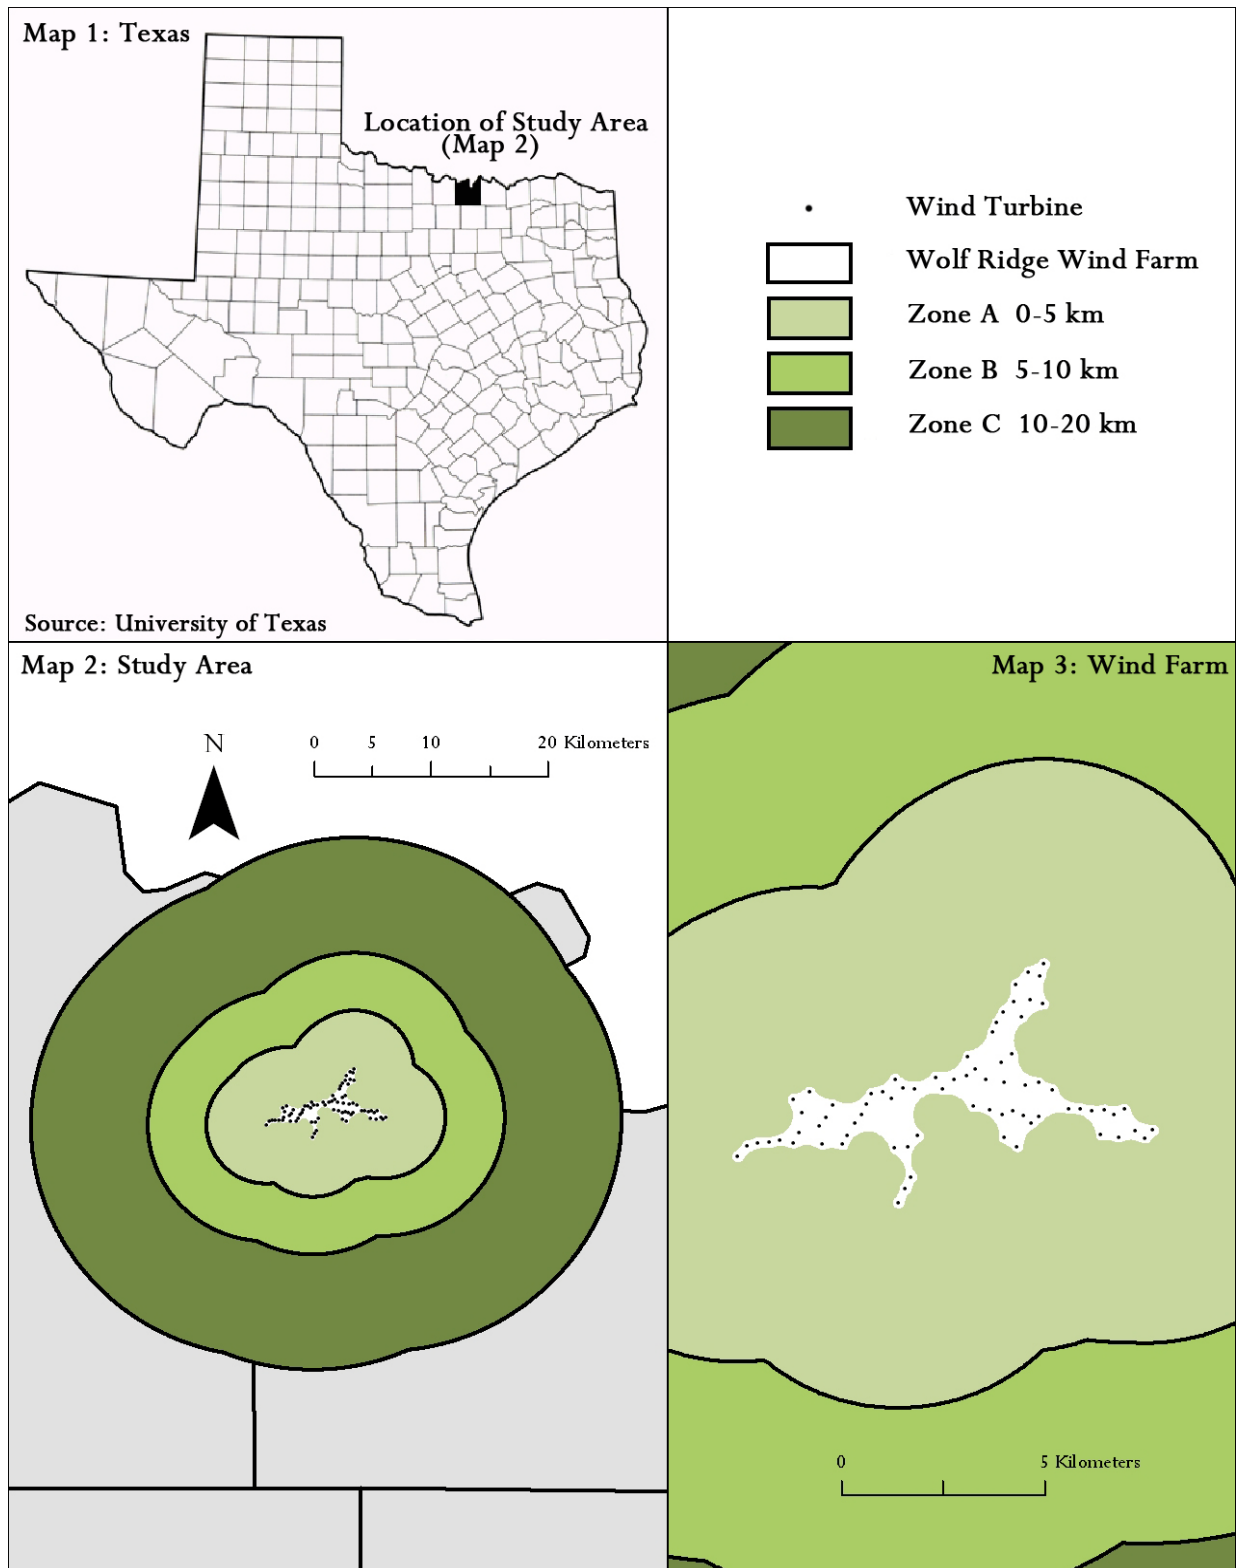 Map 1: Texas
Location of Study Area
(Map 2)
Source: University of Texas
Wind Turbine
Wolf Ridge Wind Farm
Zone A 0-5 km
Zone B 5-10 km
Zone C 10-20 km
Map 2: Study Area
N
0 5 10 20 Kilometers
Map 3: Wind Farm
0 5 Kilometers